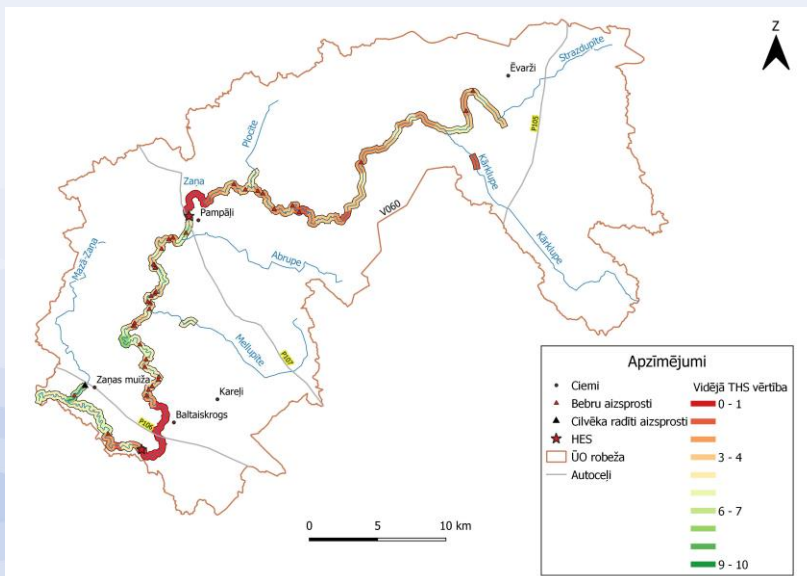 Z
Ēvarži
Strazdupīte
P105
Plocīte
Kārklupe
Zaņa
Pampāļi
V060
Kārklupe
Abrupe
Mazā Zaņa
Mellupīte
P107
Zaņas muiža
Kareļi
P106
Baltaiskrogs
0 5 10 km
Apzīmējumi
Ciemi
Bebru aizsprosti
Cilvēka radīti aizsprosti
HES
ŪO robeža
Autoceļi
Vidējā THS vērtība
0 - 1
3 - 4
6 - 7
9 - 10